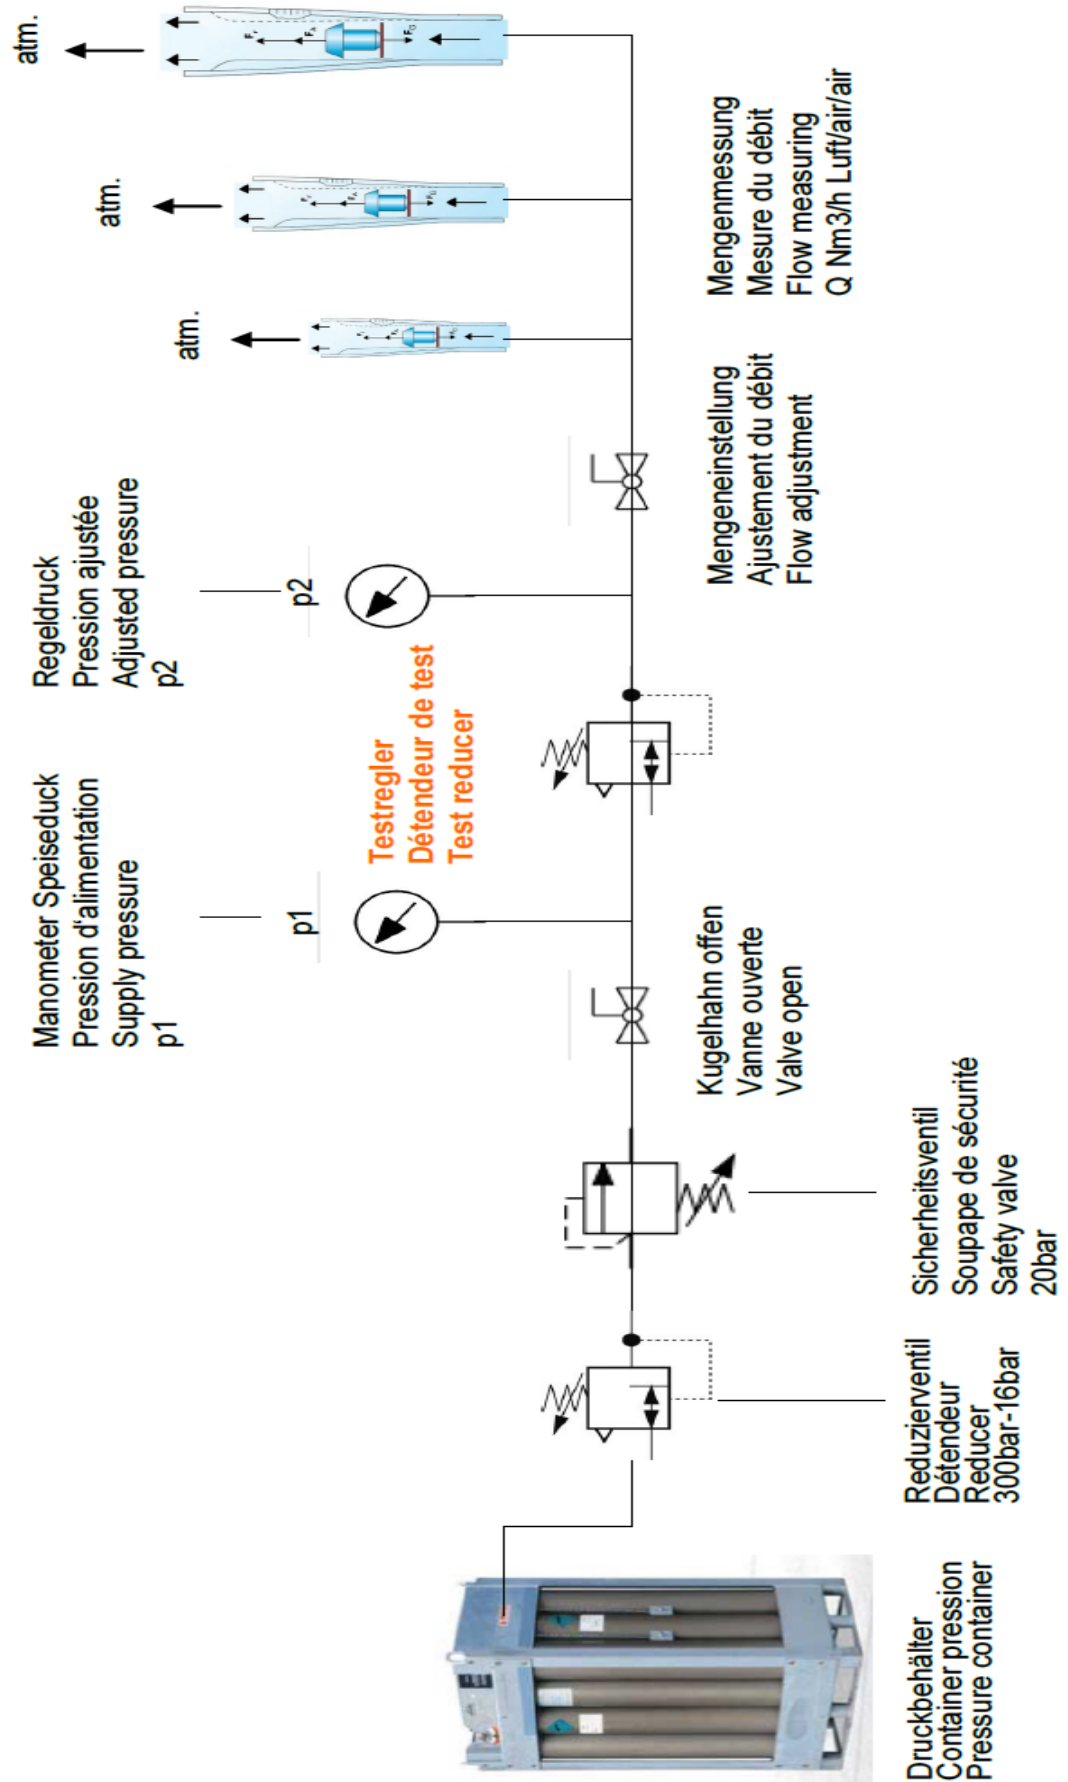 Druckbehälter
Container pression
Pressure container
Reduzierventil
Détendeur
Reducer
300bar-16bar
Sicherheitsventil
Soupape de sécurité
Safety valve
20bar
Kugelhahn offen
Vanne ouverte
Valve open
Manometer Speiseduck
Pression d'alimentation
Supply pressure
p1
p1
Testregler
Détendeur de test
Test reducer
Regeldruck
Pression ajustée
Adjusted pressure
p2
p2
Mengeneinstellung
Ajustement du débit
Flow adjustment
Mengenmessung
Mesure du débit
Flow measuring
Q Nm3/h Luft/air/air
atm.
atm.
atm.